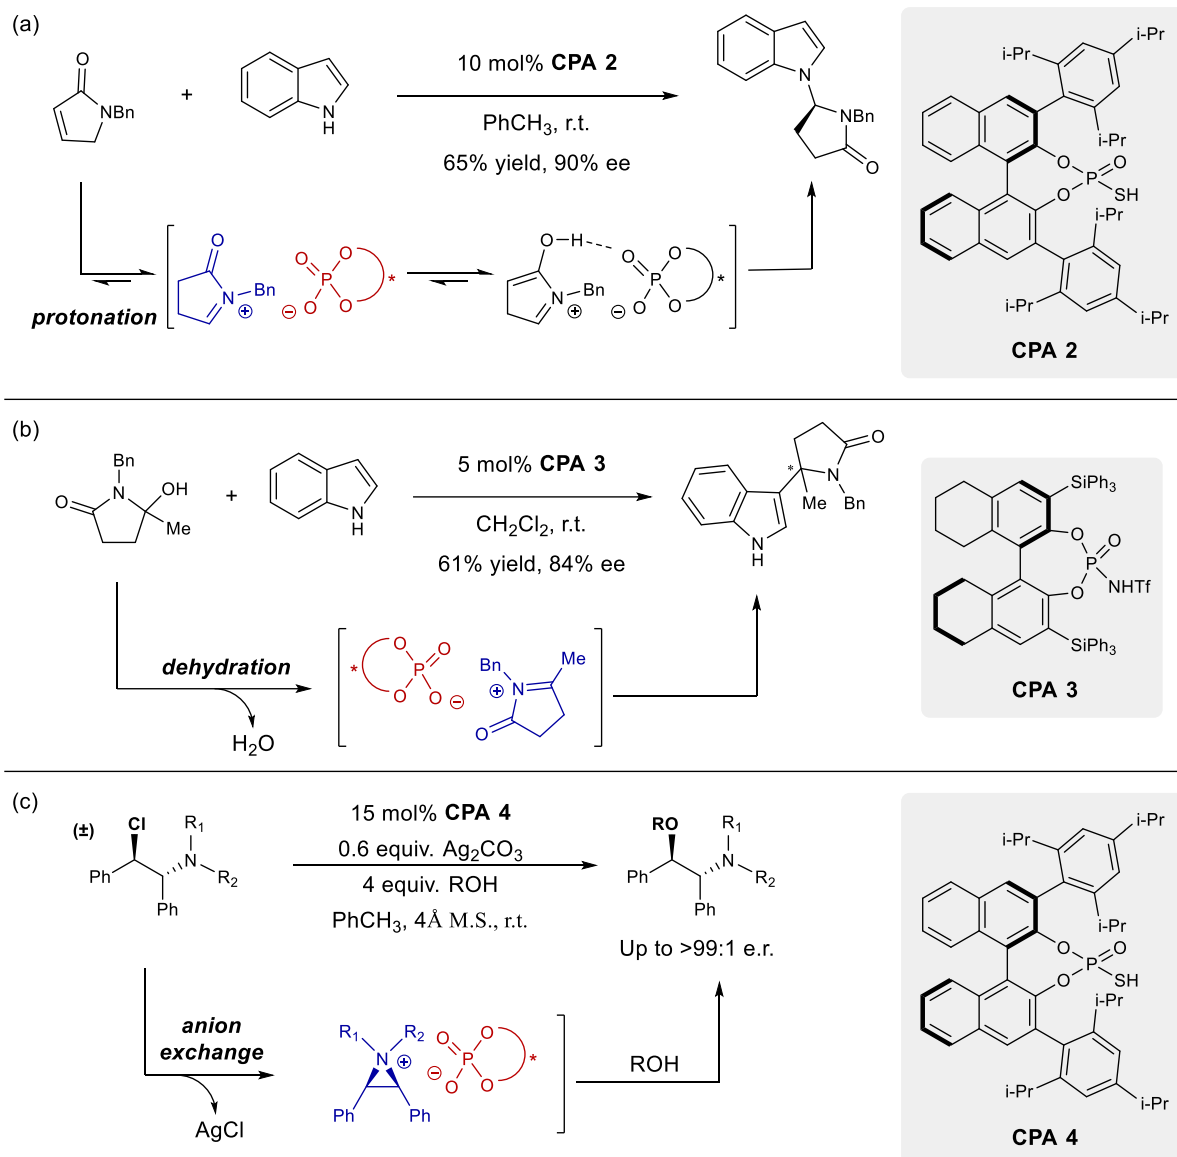 (a)
O
N
Bn
+
N
H
10 mol% CPA 2
PhCH₃, r.t.
65% yield, 90% ee
N
N
Bn
O
i-Pr
i-Pr
i-Pr
O
O
P
O
SH
i-Pr
i-Pr
i-Pr
CPA 2
protonation
O
N
⊕
Bn
O
O
P
O
O
⊖
*
O
H
N
⊕
Bn
O
O
P
O
O
⊖
*
(b)
Bn
N
OH
O
Me
+
N
H
5 mol% CPA 3
CH₂Cl₂, r.t.
61% yield, 84% ee
*
O
N
Me
Bn
N
H
SiPh₃
O
O
P
O
NHTf
SiPh₃
CPA 3
dehydration
H₂O
*
O
O
P
O
O
⊖
Bn
N
⊕
Me
O
(c)
(±)
Cl
R₁
N
R₂
Ph
Ph
15 mol% CPA 4
0.6 equiv. Ag₂CO₃
4 equiv. ROH
PhCH₃, 4Å M.S., r.t.
RO
R₁
N
R₂
Ph
Ph
Up to >99:1 e.r.
i-Pr
i-Pr
i-Pr
O
O
P
O
SH
i-Pr
i-Pr
i-Pr
CPA 4
anion
exchange
AgCl
R₁
R₂
N
⊕
Ph
Ph
O
O
P
O
O
⊖
*
ROH